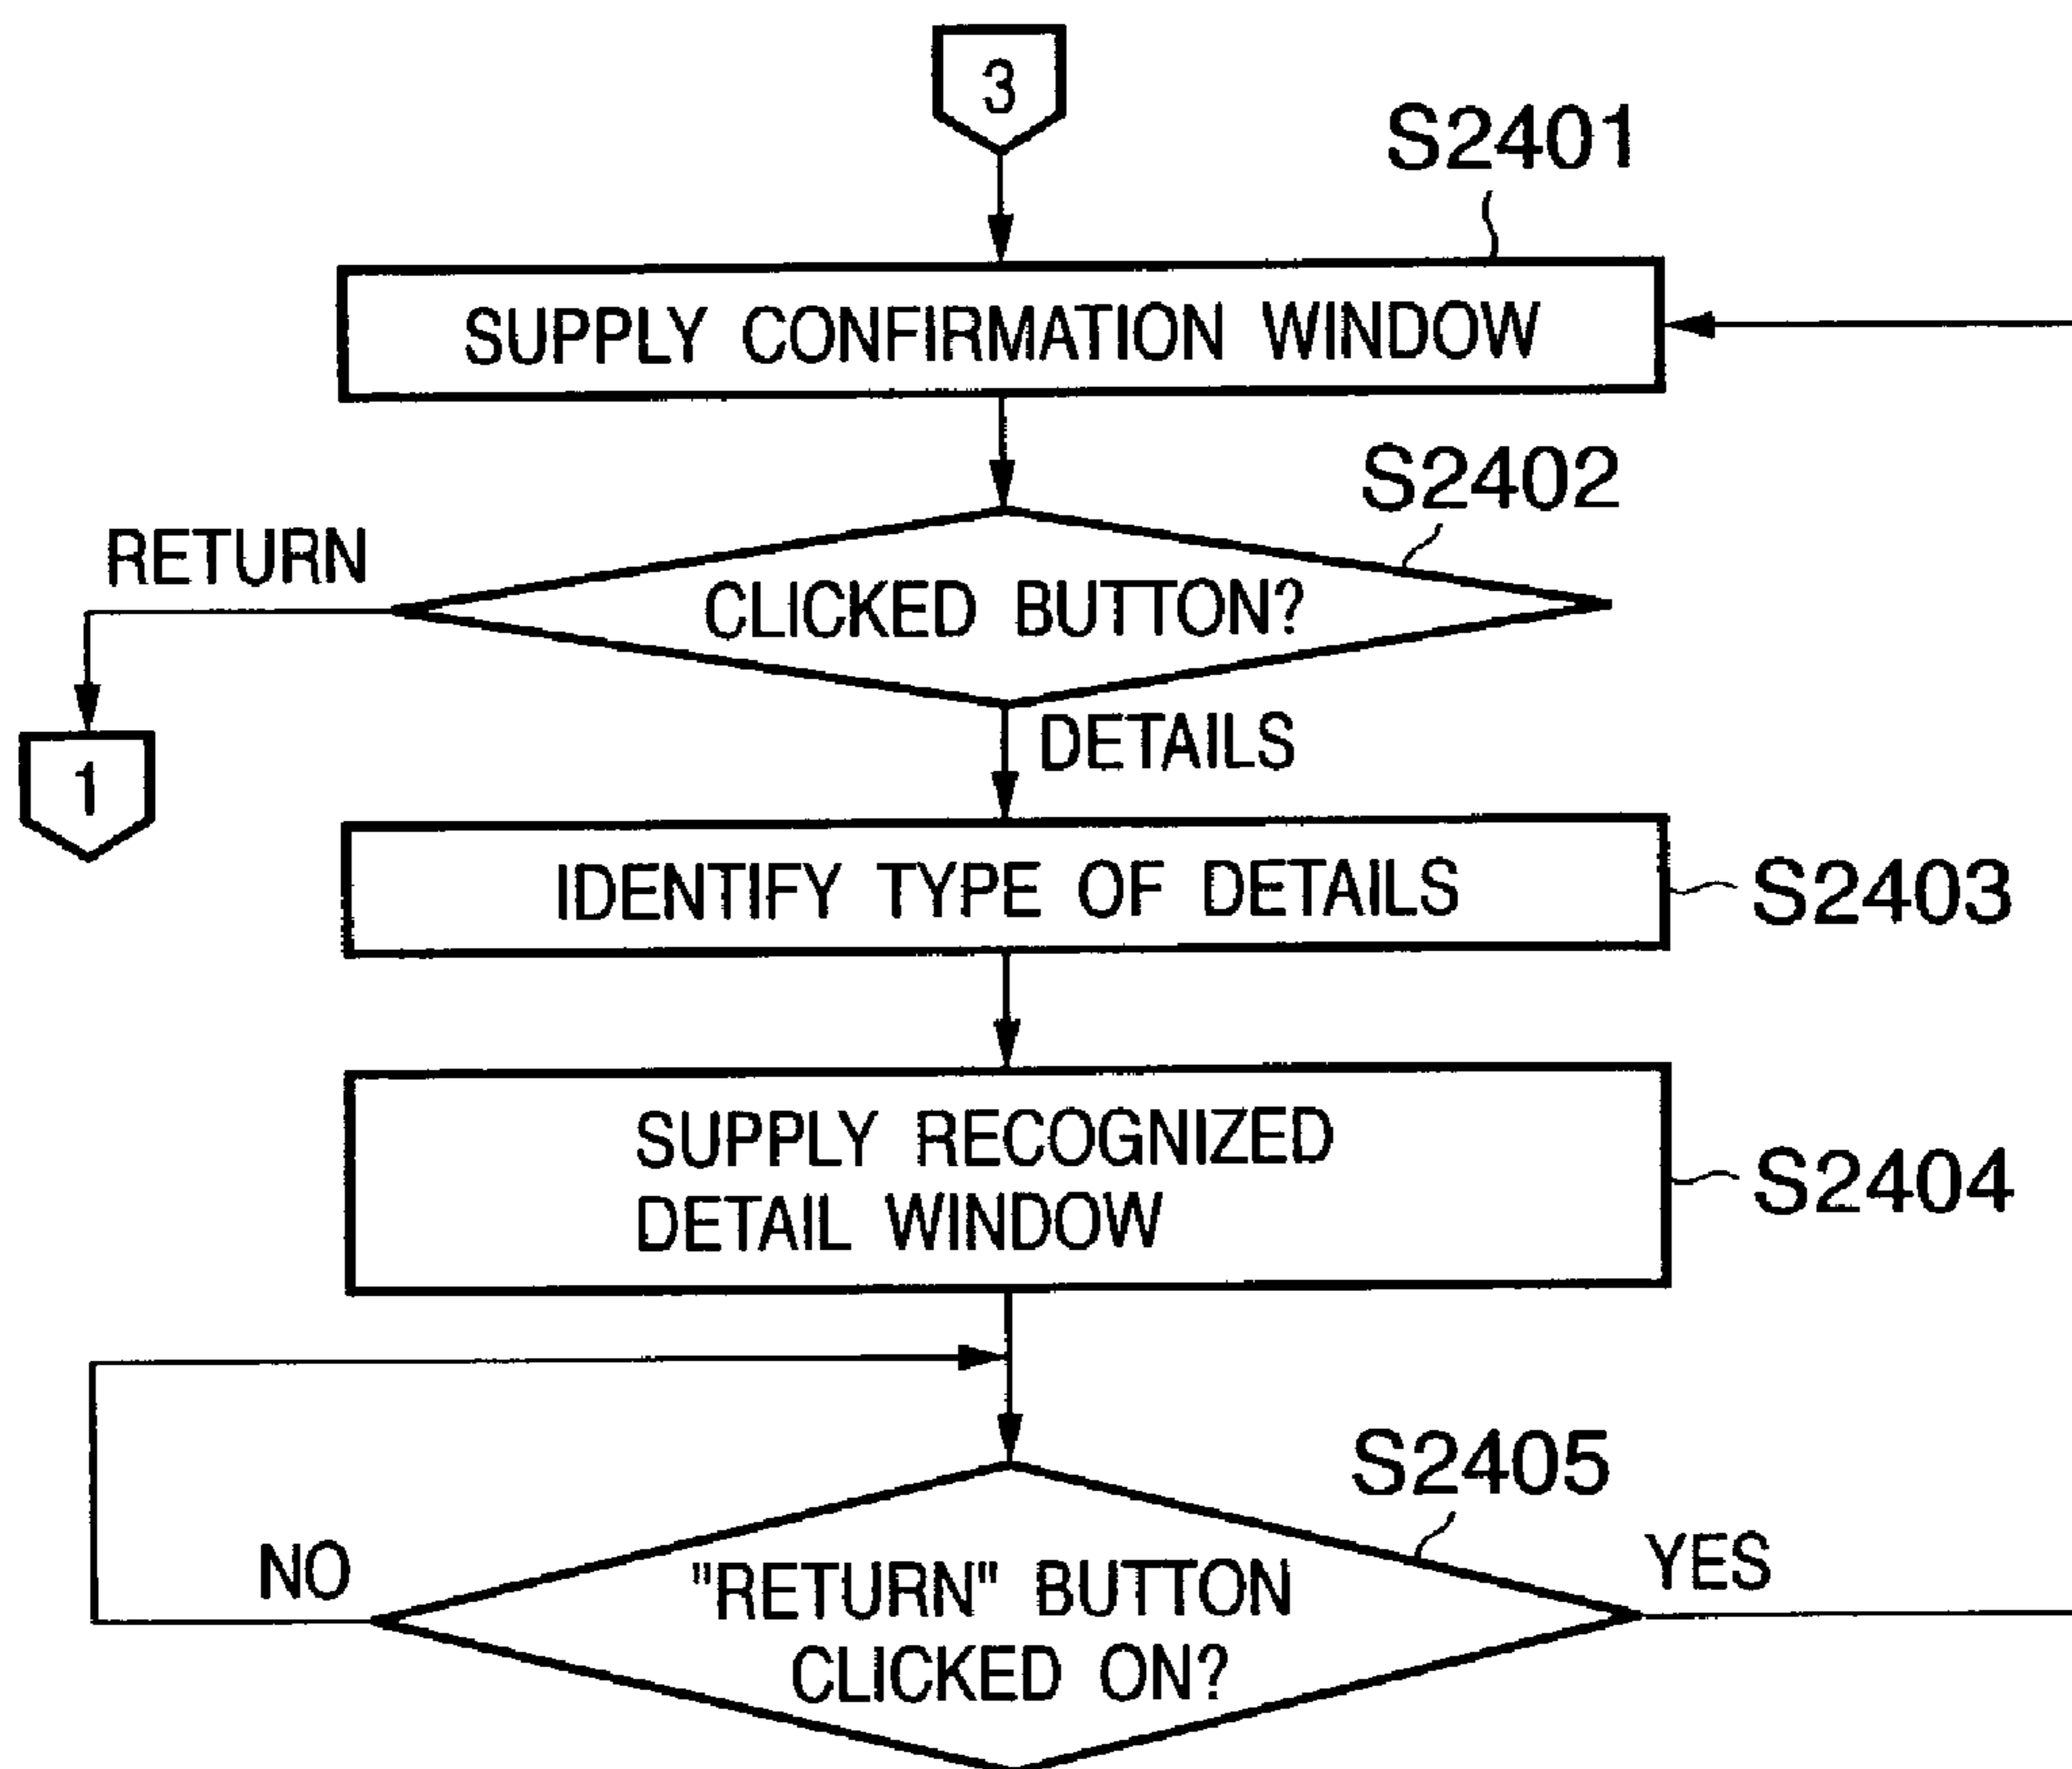 3
S2401
SUPPLY CONFIRMATION WINDOW
S2402
RETURN
CLICKED BUTTON?
DETAILS
1
IDENTIFY TYPE OF DETAILS
S2403
SUPPLY RECOGNIZED
DETAIL WINDOW
S2404
S2405
NO
YES
"RETURN" BUTTON
CLICKED ON?